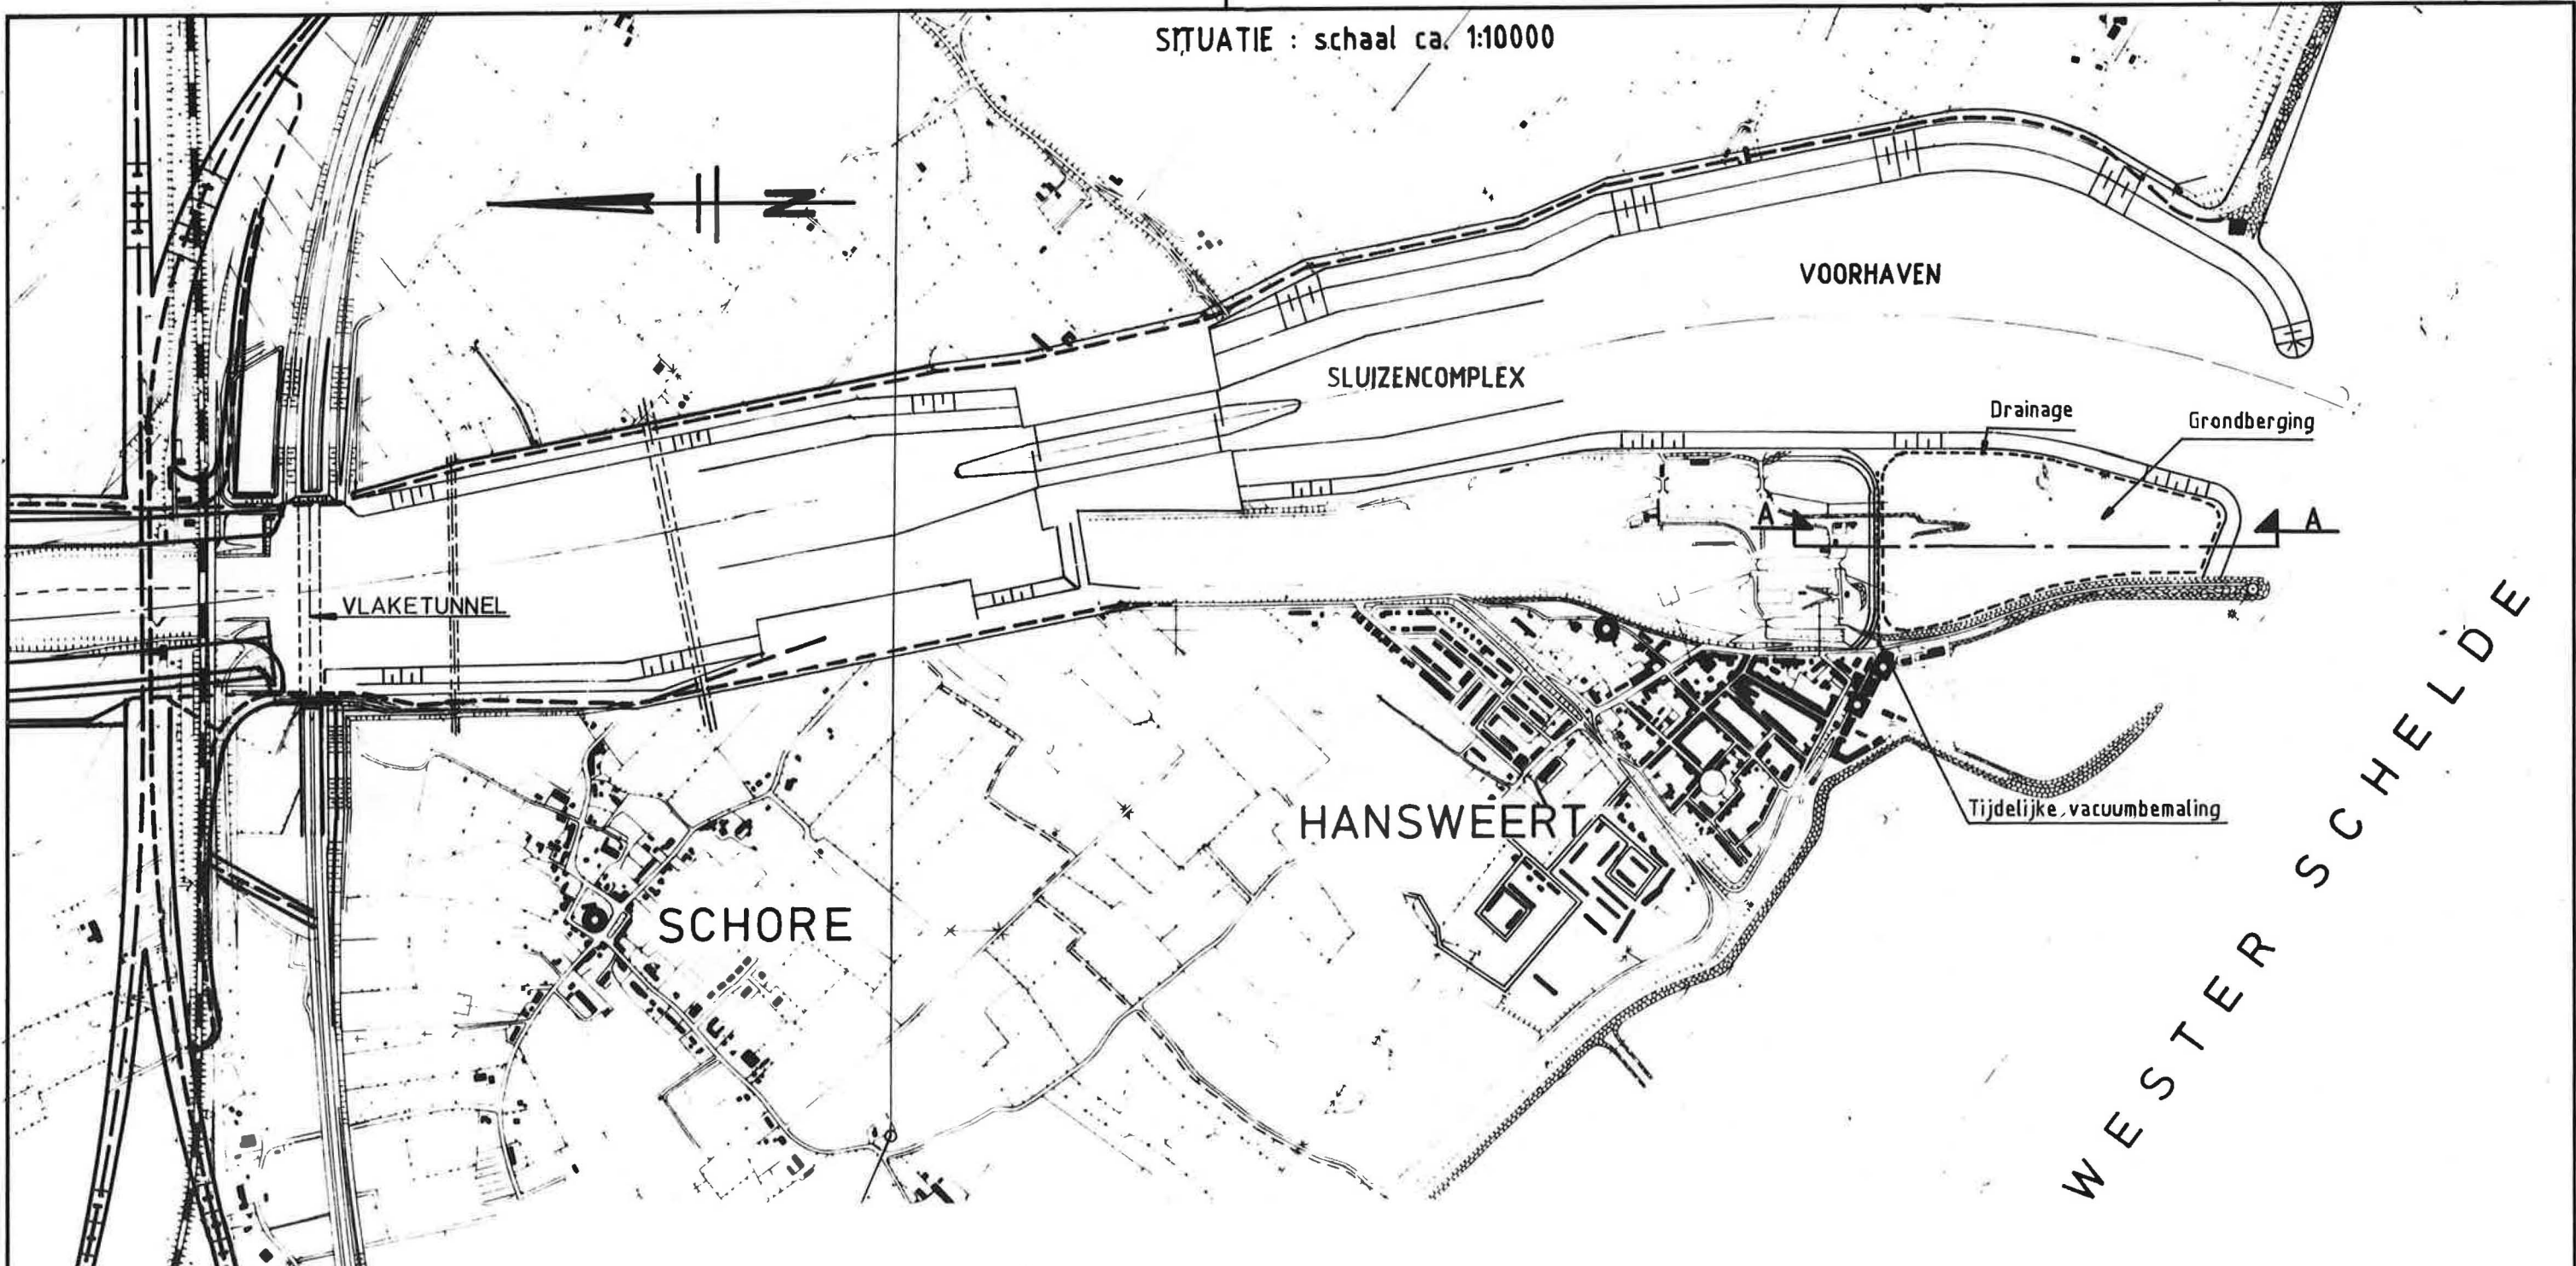 SITUATIE : schaal ca. 1:10000
N
VOORHAVEN
SLUIZENCOMPLEX
Drainage
Grondberging
A
A
VLAKETUNNEL
Tijdelijke vacuumbemaling
HANSWEERT
SCHORE
WESTER SCHELDE